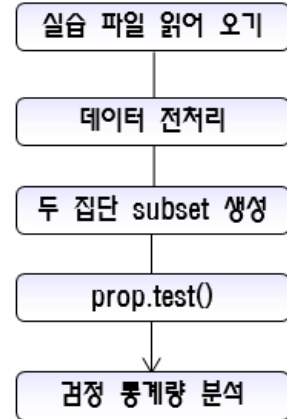 실습 파일 읽어 오기
데이터 전처리
두 집단 subset 생성
prop.test()
검정 통계량 분석